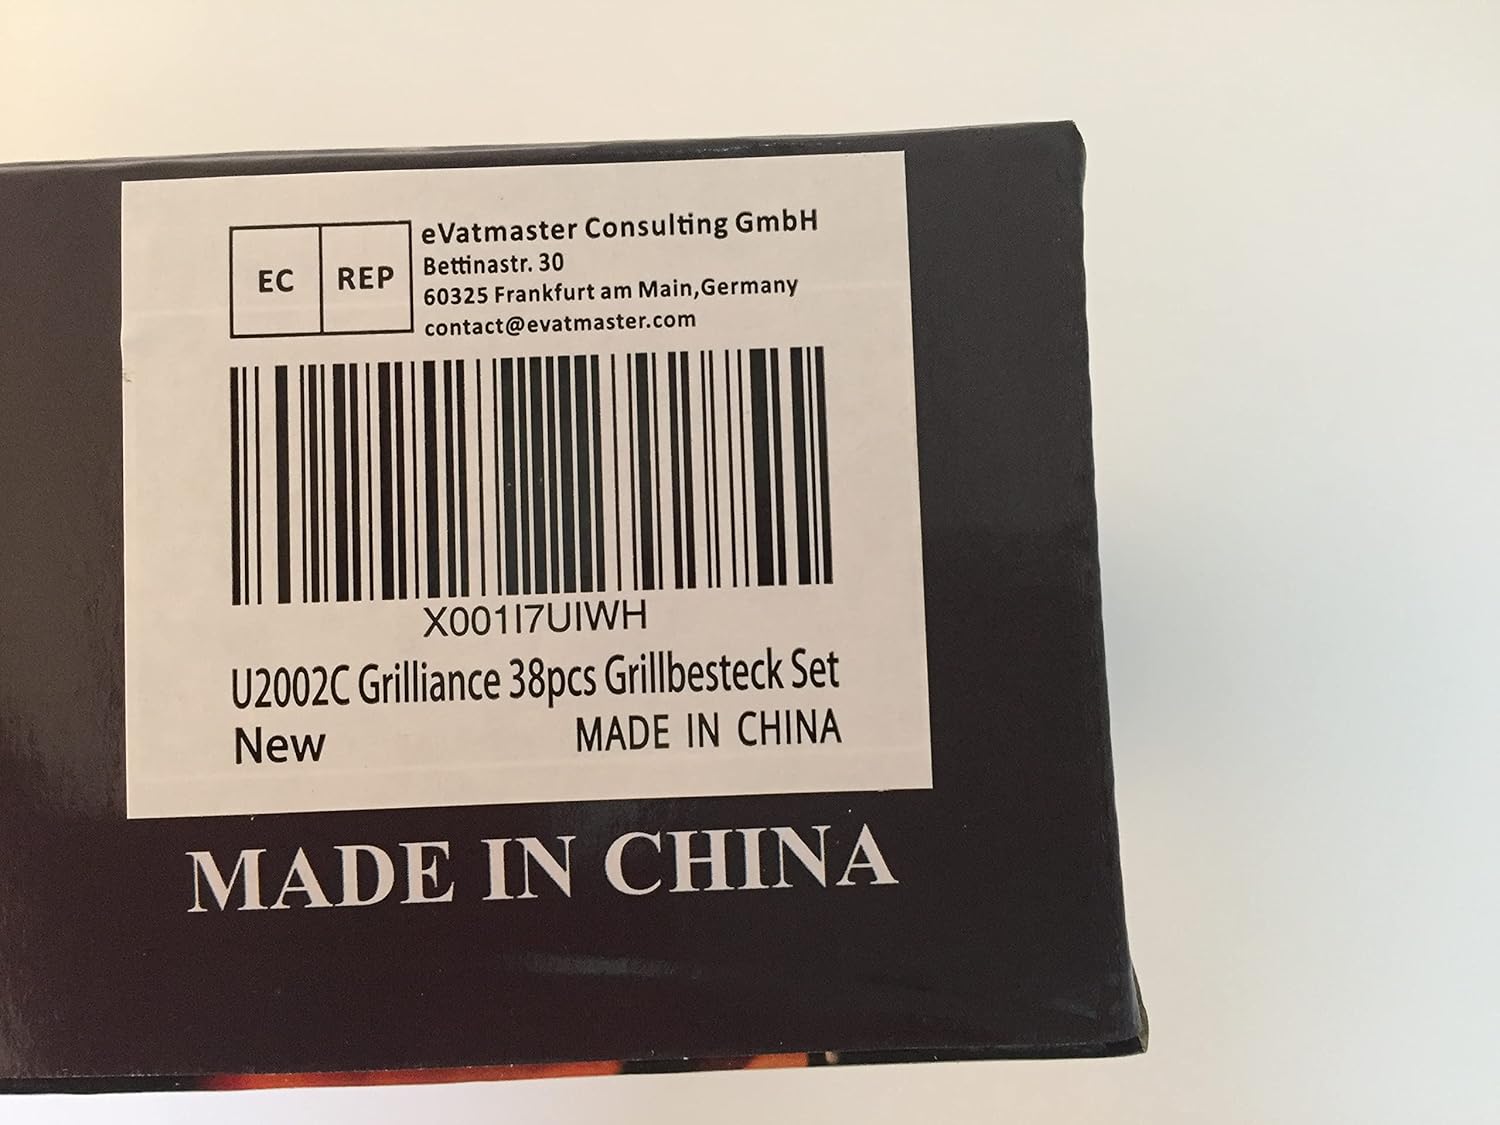 EC REP
eVatmaster Consulting GmbH
Bettinastr. 30
60325 Frankfurt am Main,Germany
contact@evatmaster.com
X001I7UIWH
U2002C Grilliance 38pcs Grillbesteck Set
New MADE IN CHINA
MADE IN CHINA